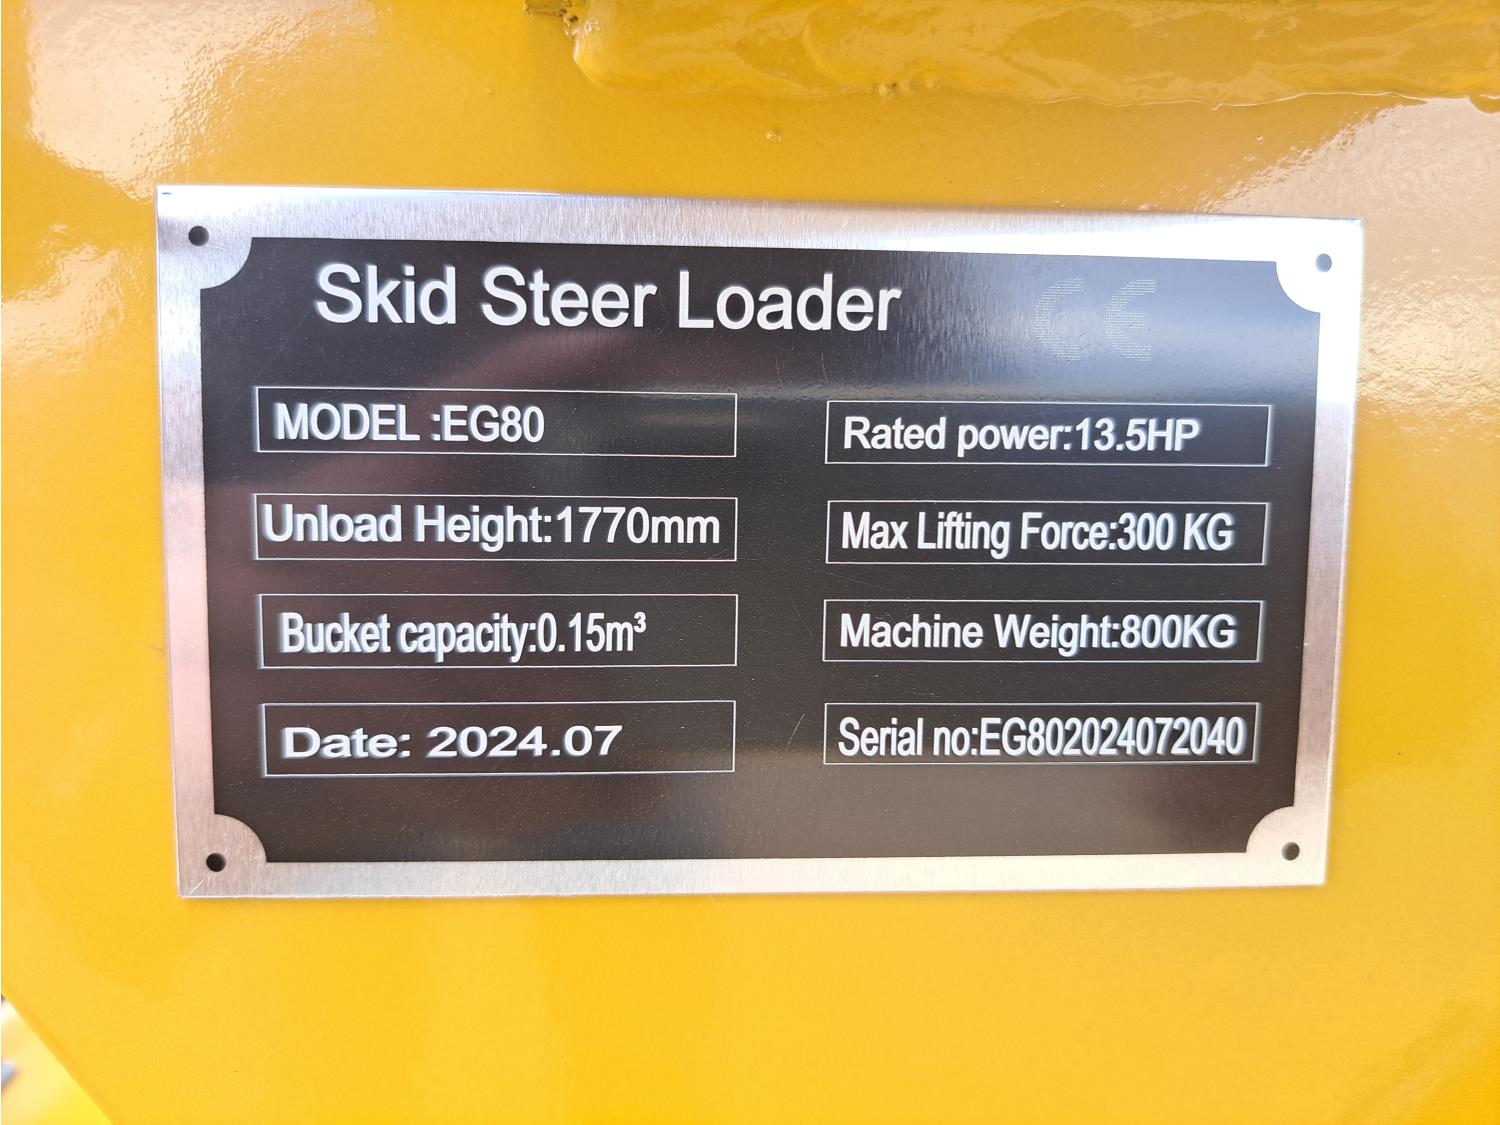 Skid Steer Loader CE
MODEL :EG80
Rated power:13.5HP
Unload Height:1770mm
Max Lifting Force:300 KG
Bucket capacity:0.15m³
Machine Weight:800KG
Date: 2024.07
Serial no:EG802024072040